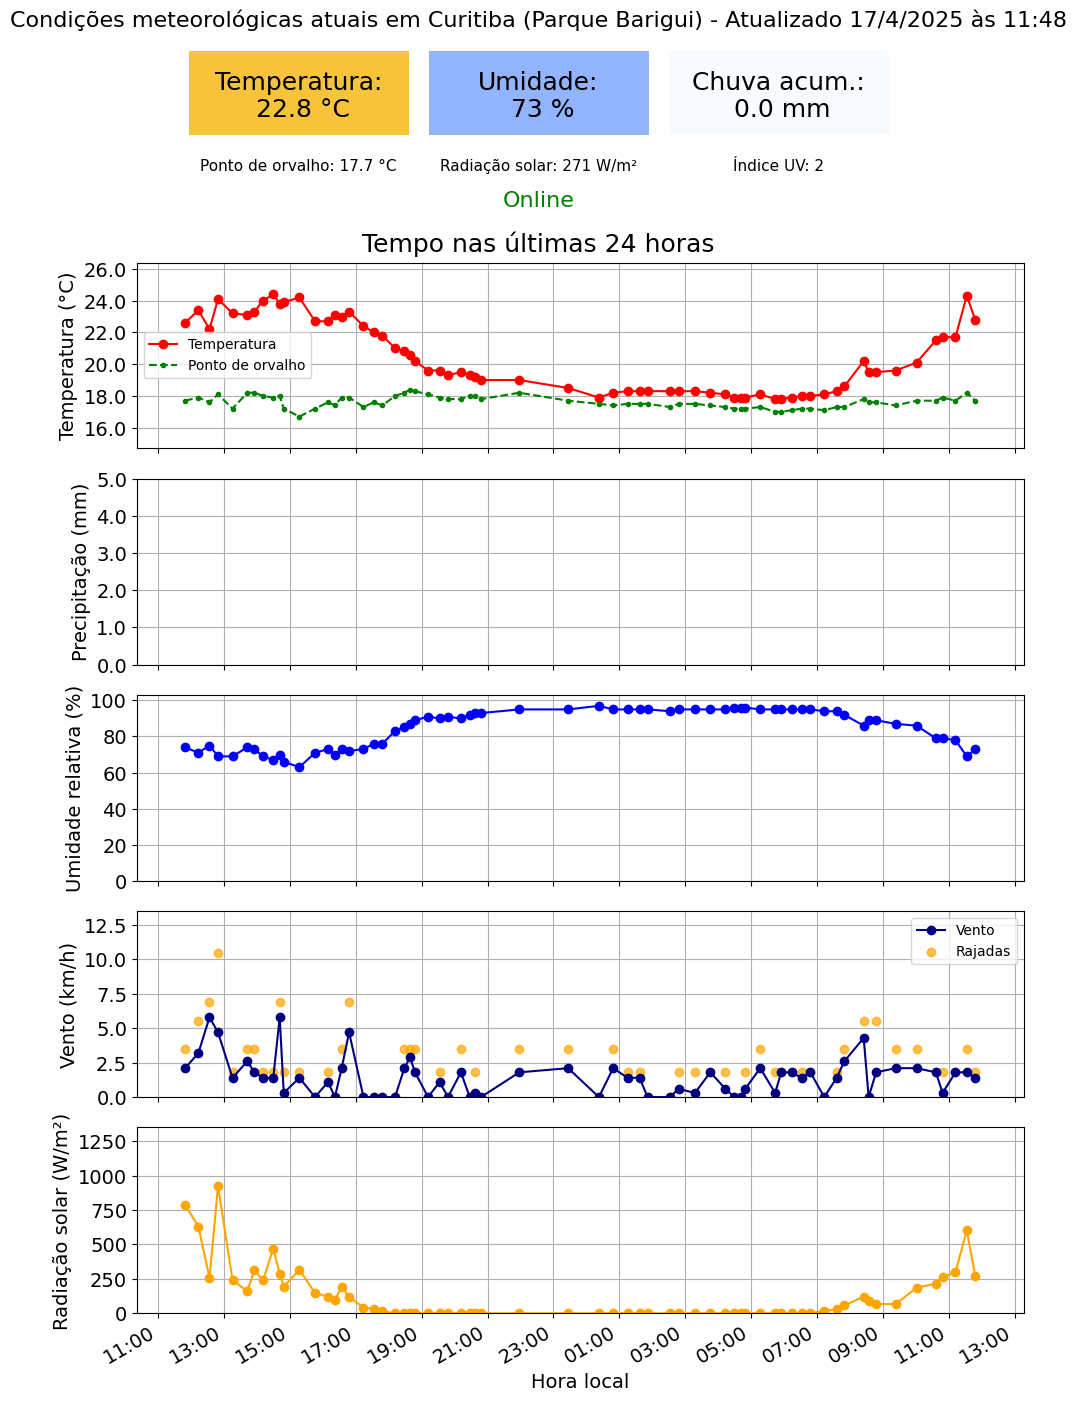 Condições meteorológicas atuais em Curitiba (Parque Barigui) - Atualizado 17/4/2025 às 11:48
Temperatura:
22.8 °C
Umidade:
73 %
Chuva acum.:
0.0 mm
Ponto de orvalho: 17.7 °C
Radiação solar: 271 W/m²
Índice UV: 2
Online
Tempo nas últimas 24 horas
Temperatura (°C)
26.0
24.0
22.0
20.0
18.0
16.0
Temperatura
Ponto de orvalho
Precipitação (mm)
5.0
4.0
3.0
2.0
1.0
0.0
Umidade relativa (%)
100
80
60
40
20
0
Vento (km/h)
12.5
10.0
7.5
5.0
2.5
0.0
Vento
Rajadas
Radiação solar (W/m²)
1250
1000
750
500
250
0
11:00
13:00
15:00
17:00
19:00
21:00
23:00
01:00
03:00
05:00
07:00
09:00
11:00
13:00
Hora local